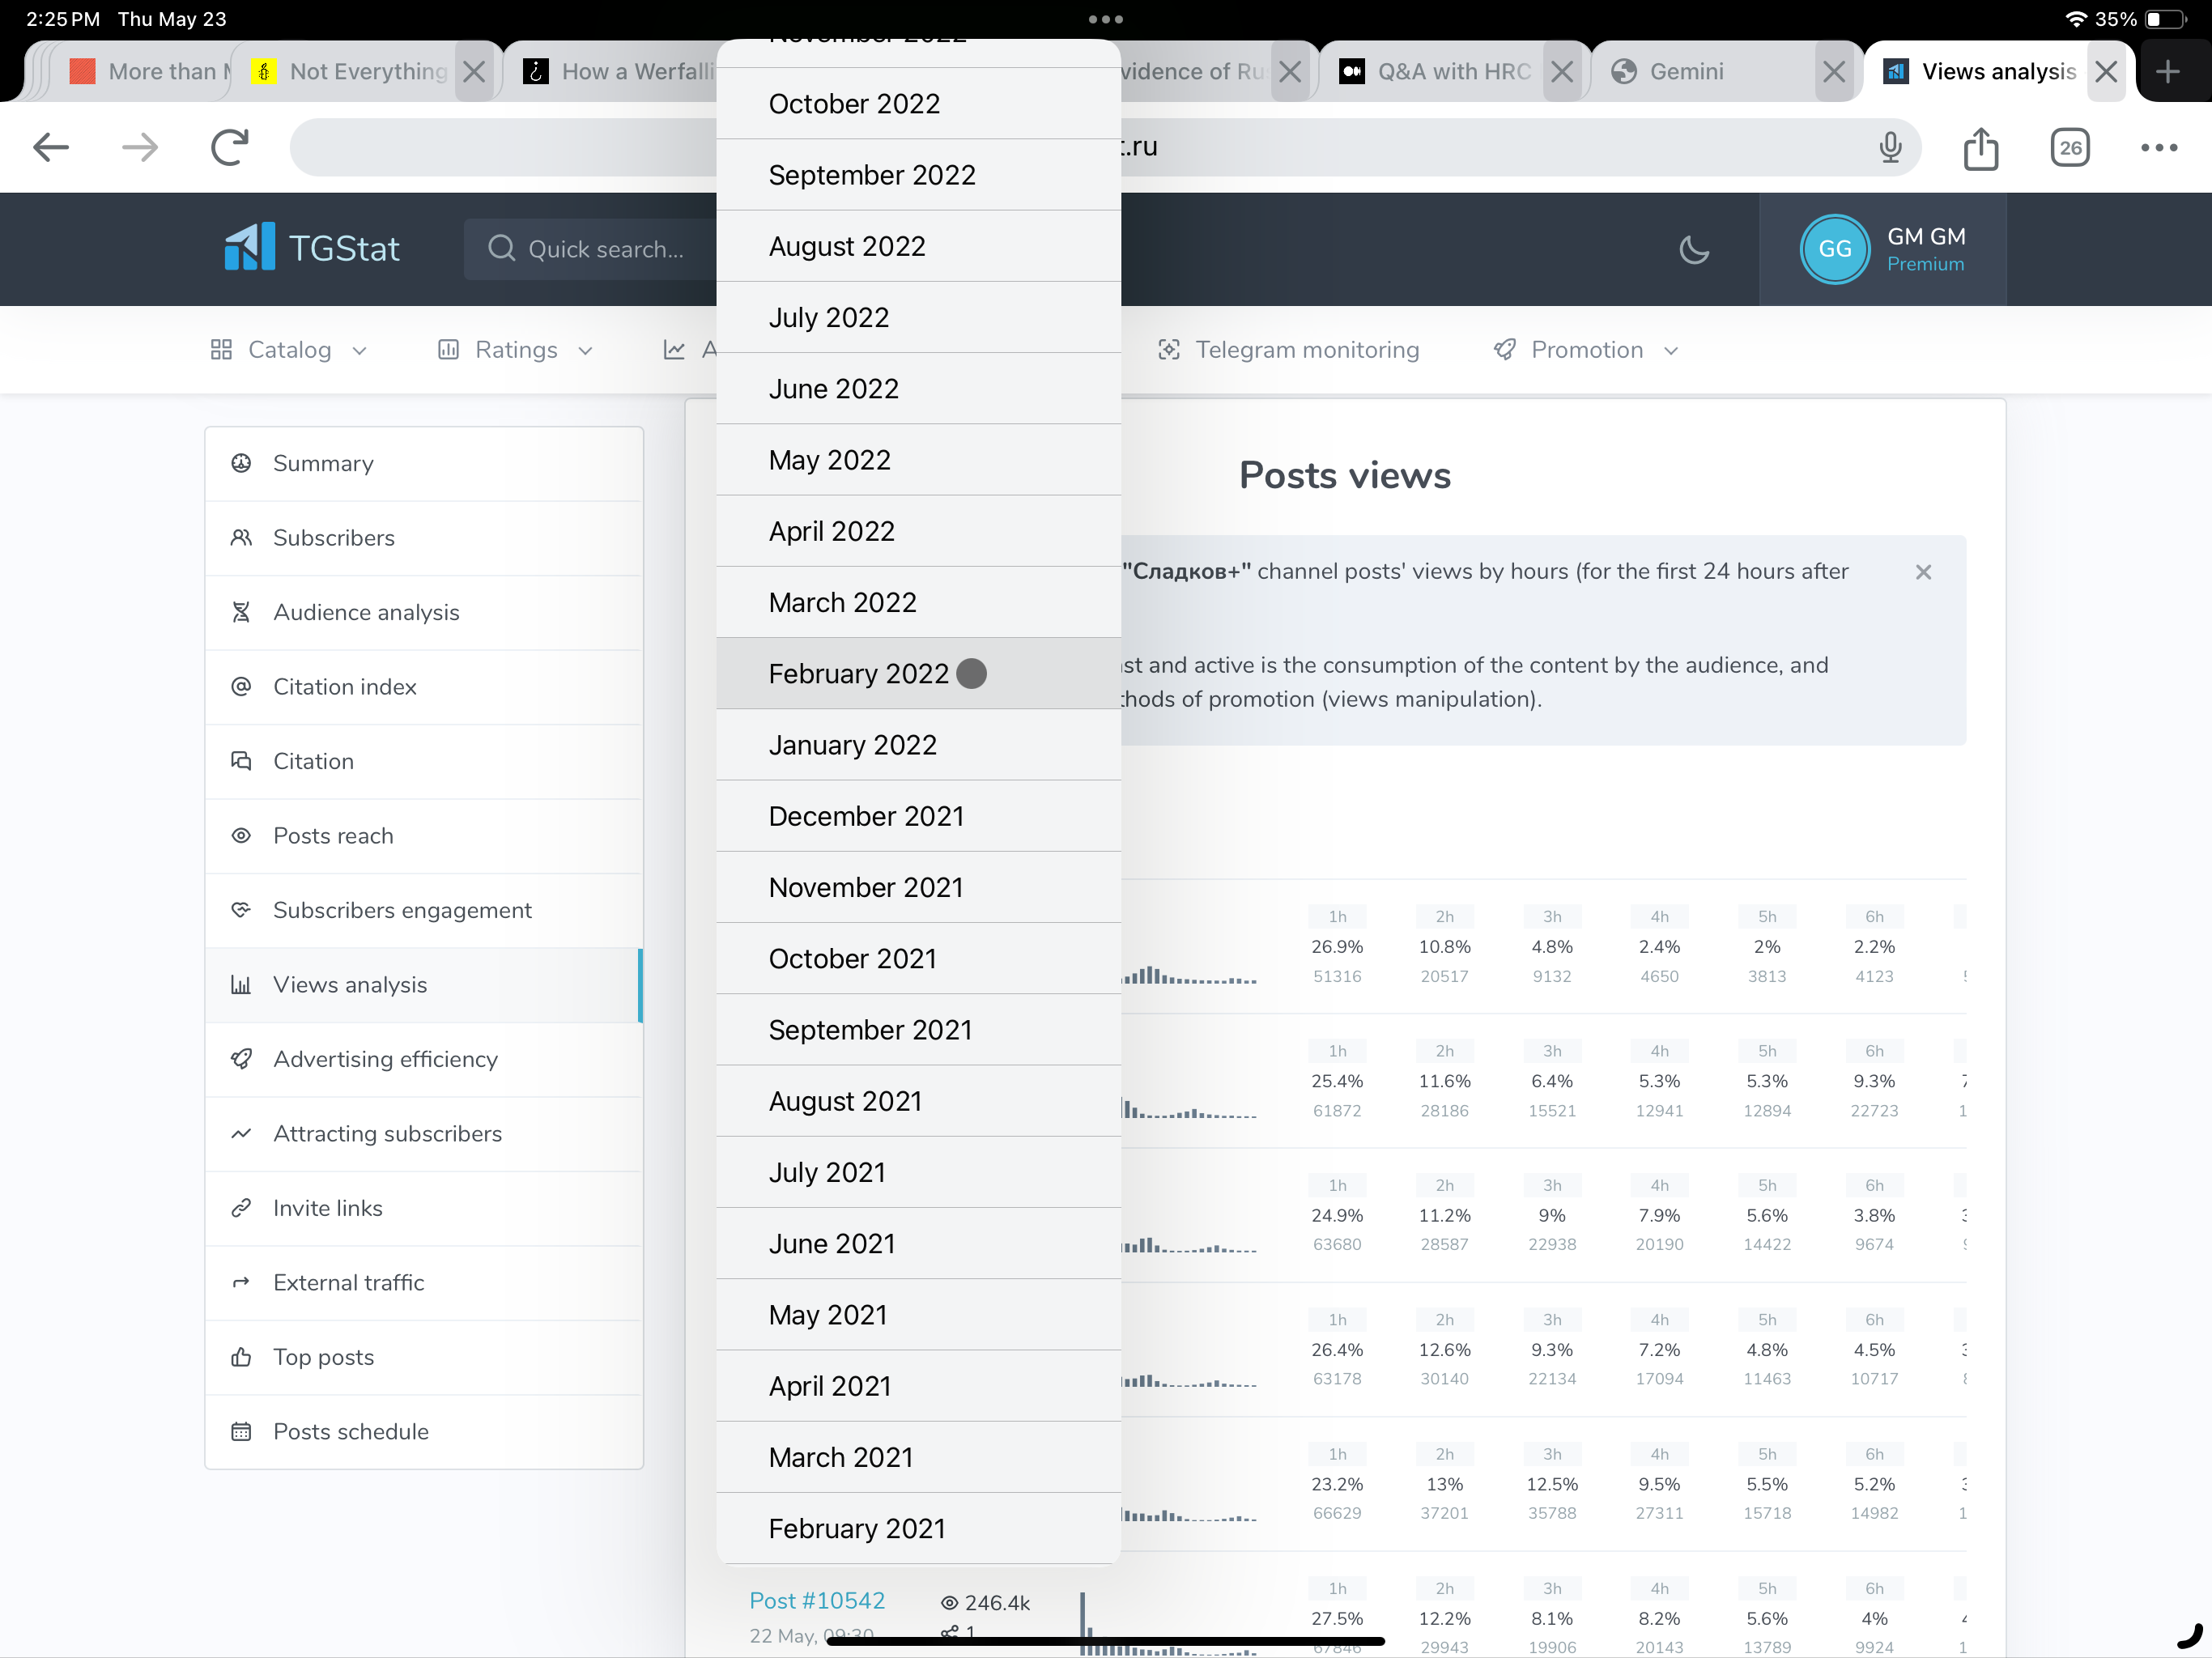 2:25 PM Thu May 23
35%
More than
Not Everything
How a Werfalli
vidence of Ru
Q&A with HRC
Gemini
Views analysis
t.ru
26
TGStat
Quick search...
GG
GM GM
Premium
Catalog
Ratings
Telegram monitoring
Promotion
October 2022
September 2022
August 2022
July 2022
June 2022
May 2022
April 2022
March 2022
February 2022
January 2022
December 2021
November 2021
October 2021
September 2021
August 2021
July 2021
June 2021
May 2021
April 2021
March 2021
February 2021
Summary
Subscribers
Audience analysis
Citation index
Citation
Posts reach
Subscribers engagement
Views analysis
Advertising efficiency
Attracting subscribers
Invite links
External traffic
Top posts
Posts schedule
Posts views
"Сладков+" channel posts' views by hours (for the first 24 hours after
st and active is the consumption of the content by the audience, and
thods of promotion (views manipulation).
1h 2h 3h 4h 5h 6h
26.9% 10.8% 4.8% 2.4% 2% 2.2%
51316 20517 9132 4650 3813 4123
1h 2h 3h 4h 5h 6h
25.4% 11.6% 6.4% 5.3% 5.3% 9.3%
61872 28186 15521 12941 12894 22723
1h 2h 3h 4h 5h 6h
24.9% 11.2% 9% 7.9% 5.6% 3.8%
63680 28587 22938 20190 14422 9674
1h 2h 3h 4h 5h 6h
26.4% 12.6% 9.3% 7.2% 4.8% 4.5%
63178 30140 22134 17094 11463 10717
1h 2h 3h 4h 5h 6h
23.2% 13% 12.5% 9.5% 5.5% 5.2%
66629 37201 35788 27311 15718 14982
Post #10542 246.4k
22 May, 09:30 1
1h 2h 3h 4h 5h 6h
27.5% 12.2% 8.1% 8.2% 5.6% 4%
67846 29943 19906 20143 13789 9924